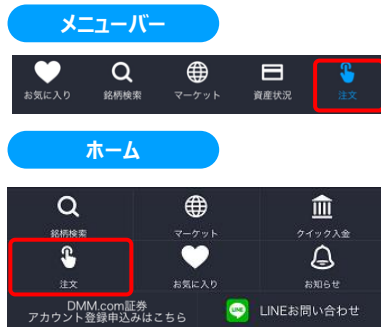 メニューバー
お気に入り 銘柄検索 マーケット 資産状況 注文
ホーム
銘柄検索 マーケット クイック入金
注文 お気に入り お知らせ
DMM.com証券
アカウント登録申込みはこちら
LINE LINEお問い合わせ